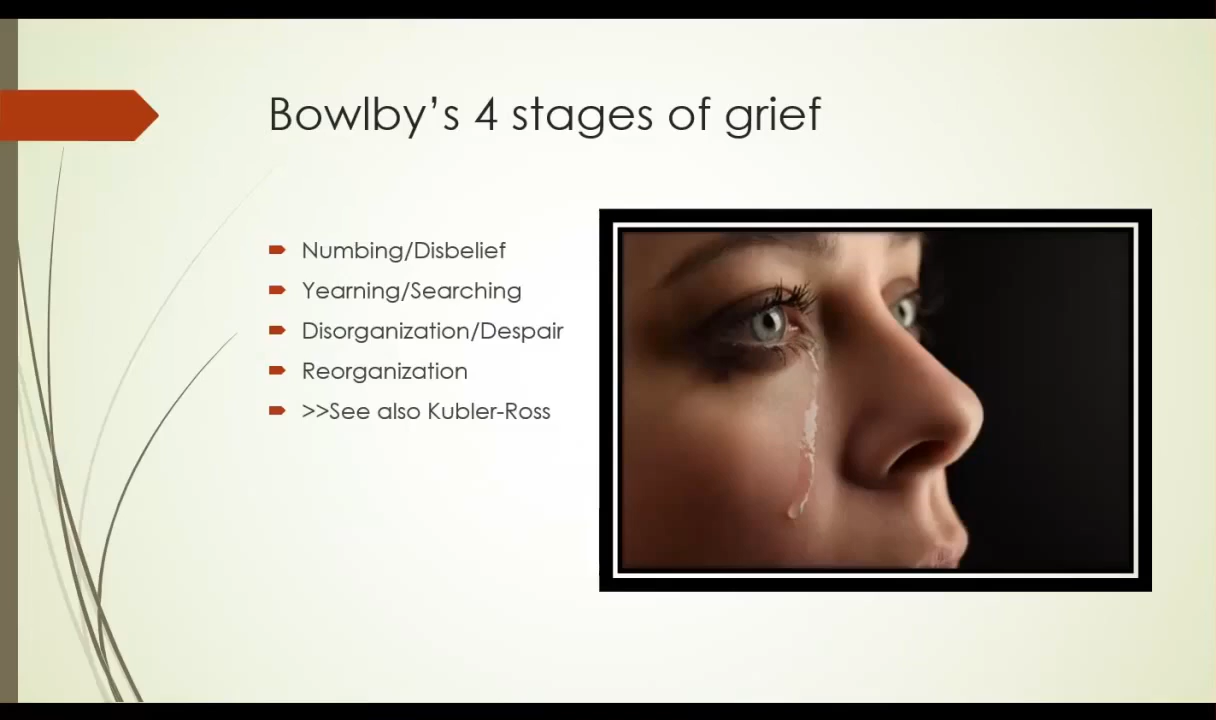 Bowlby’s 4 stages of grief
Numbing/Disbelief
Yearning/Searching
Disorganization/Despair
Reorganization
>>See also Kubler-Ross